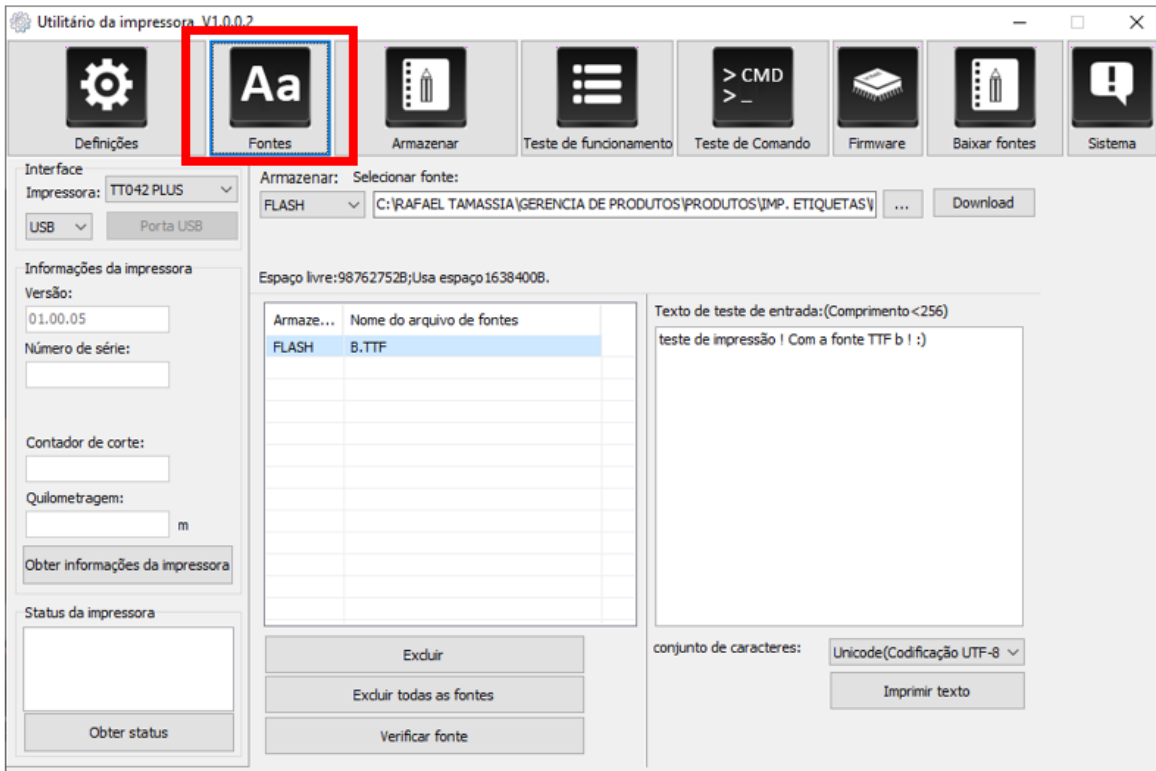 Utilitário da impressora V1.0.0.2
Aa
> CMD
>_
Definições
Fontes
Armazenar
Teste de funcionamento
Teste de Comando
Firmware
Baixar fontes
Sistema
Interface
Impressora: TT042 PLUS
USB
Porta USB
Informações da impressora
Versão:
01.00.05
Número de série:
Contador de corte:
Quilometragem:
m
Obter informações da impressora
Status da impressora
Obter status
Armazenar: Selecionar fonte:
FLASH C:\RAFAEL TAMASSIA\GERENCIA DE PRODUTOS\PRODUTOS\IMP. ETIQUETAS\ ... Download
Espaço livre:98762752B;Usa espaço1638400B.
Armaze... Nome do arquivo de fontes
FLASH B.TTF
Excluir
Excluir todas as fontes
Verificar fonte
Texto de teste de entrada:(Comprimento<256)
teste de impressão ! Com a fonte TTF b ! :)
conjunto de caracteres: Unicode(Codificação UTF-8
Imprimir texto